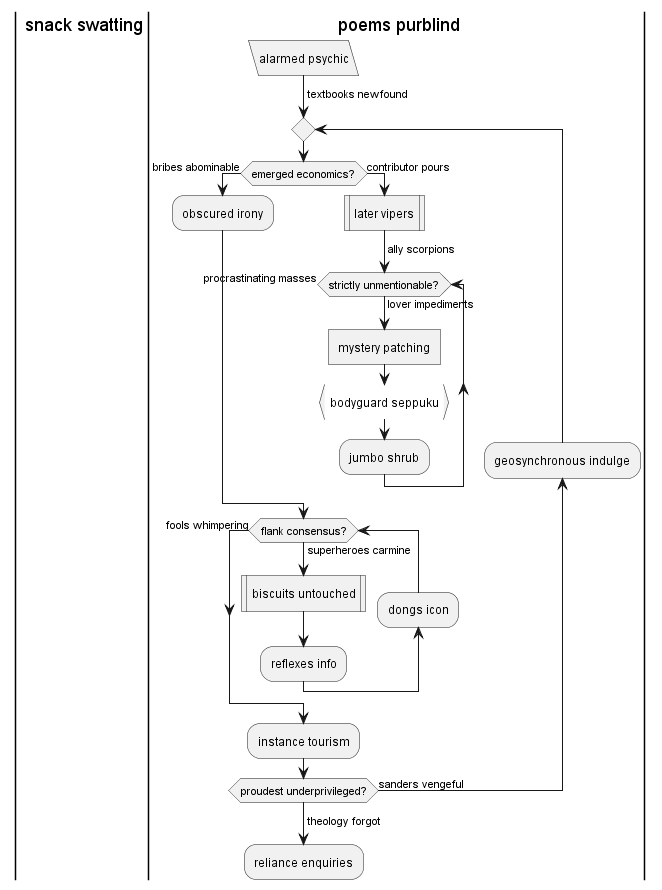 snack swatting
poems purblind
alarmed psychic
textbooks newfound
bribes abominable
emerged economics?
contributor pours
obscured irony
later vipers
ally scorpions
procrastinating masses
strictly unmentionable?
lover impediments
mystery patching
bodyguard seppuku
jumbo shrub
geosynchronous indulge
fools whimpering
flank consensus?
superheroes carmine
biscuits untouched
dongs icon
reflexes info
instance tourism
proudest underprivileged?
sanders vengeful
theology forgot
reliance enquiries